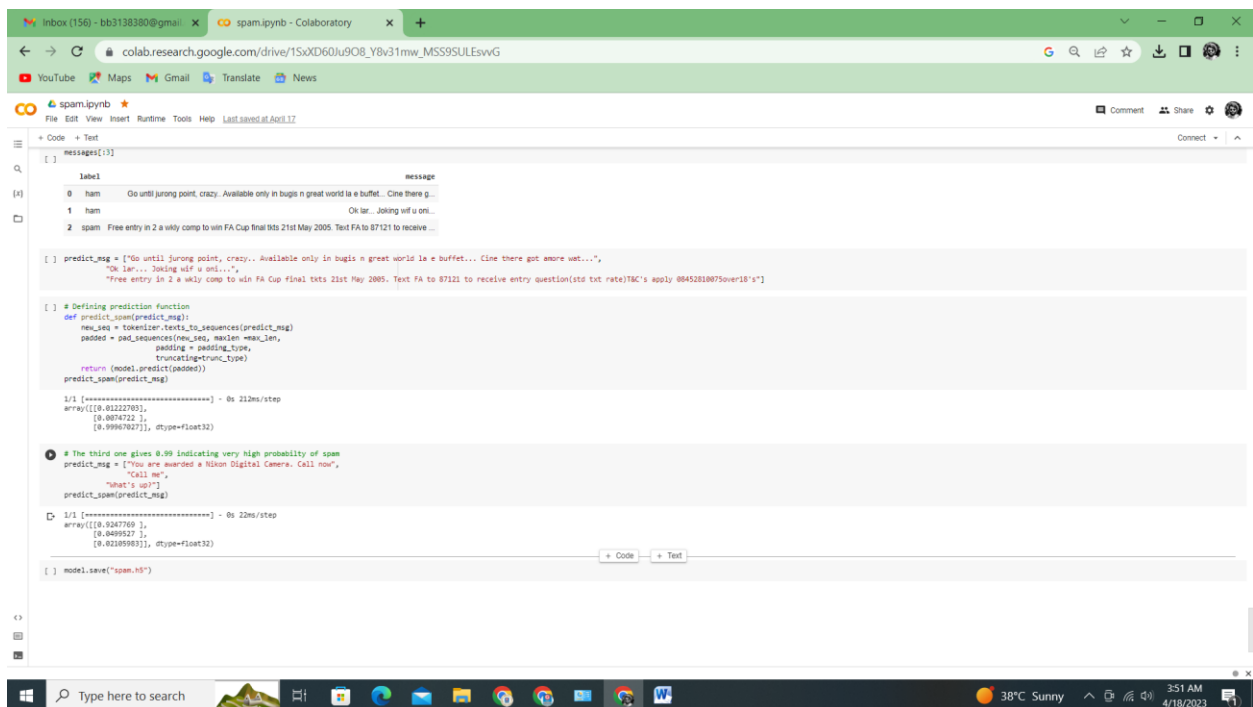 Inbox (156) - bb3138380@gmail.
spam.ipynb - Colaboratory
colab.research.google.com/drive/1SxXD60Ju9O8_Y8v31mw_MSS9SULEsvvG
YouTube Maps Gmail Translate News
spam.ipynb
File Edit View Insert Runtime Tools Help Last saved at April 17
Comment Share
+ Code + Text
Connect
[ ] messages[:3]
label message
0 ham Go until jurong point, crazy.. Available only in bugis n great world la e buffet... Cine there g...
1 ham Ok lar... Joking wif u oni...
2 spam Free entry in 2 a wkly comp to win FA Cup final tkts 21st May 2005. Text FA to 87121 to receive ...
[ ] predict_msg = ["Go until jurong point, crazy.. Available only in bugis n great world la e buffet... Cine there got amore wat...",
"Ok lar... Joking wif u oni...",
"Free entry in 2 a wkly comp to win FA Cup final tkts 21st May 2005. Text FA to 87121 to receive entry question(std txt rate)T&C's apply 08452810075over18's"]
[ ] # Defining prediction function
def predict_spam(predict_msg):
new_seq = tokenizer.texts_to_sequences(predict_msg)
padded = pad_sequences(new_seq, maxlen =max_len,
padding = padding_type,
truncating=trunc_type)
return (model.predict(padded))
predict_spam(predict_msg)
1/1 [==============================] - 0s 212ms/step
array([[0.01222703],
[0.0074722 ],
[0.99967027]], dtype=float32)
# The third one gives 0.99 indicating very high probabilty of spam
predict_msg = ["You are awarded a Nikon Digital Camera. Call now",
"Call me",
"What's up?"]
predict_spam(predict_msg)
1/1 [==============================] - 0s 22ms/step
array([[0.9247769 ],
[0.0499527 ],
[0.02105983]], dtype=float32)
+ Code + Text
[ ] model.save("spam.h5")
Type here to search
38°C Sunny
3:51 AM
4/18/2023